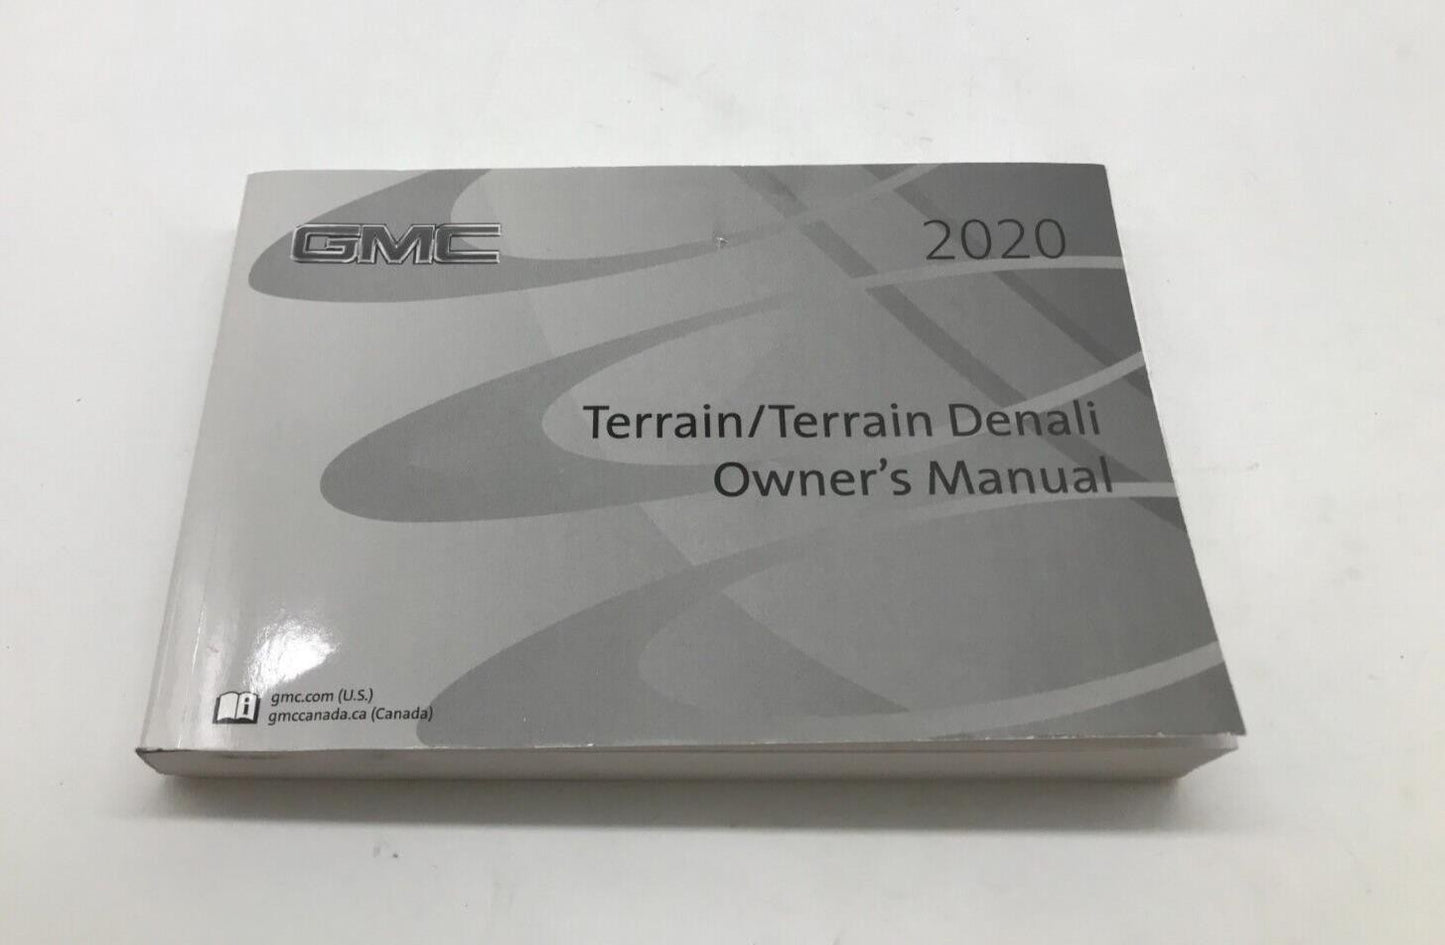 GMC
2020
Terrain/Terrain Denali
Owner's Manual
gmc.com (U.S.)
gmccanada.ca (Canada)